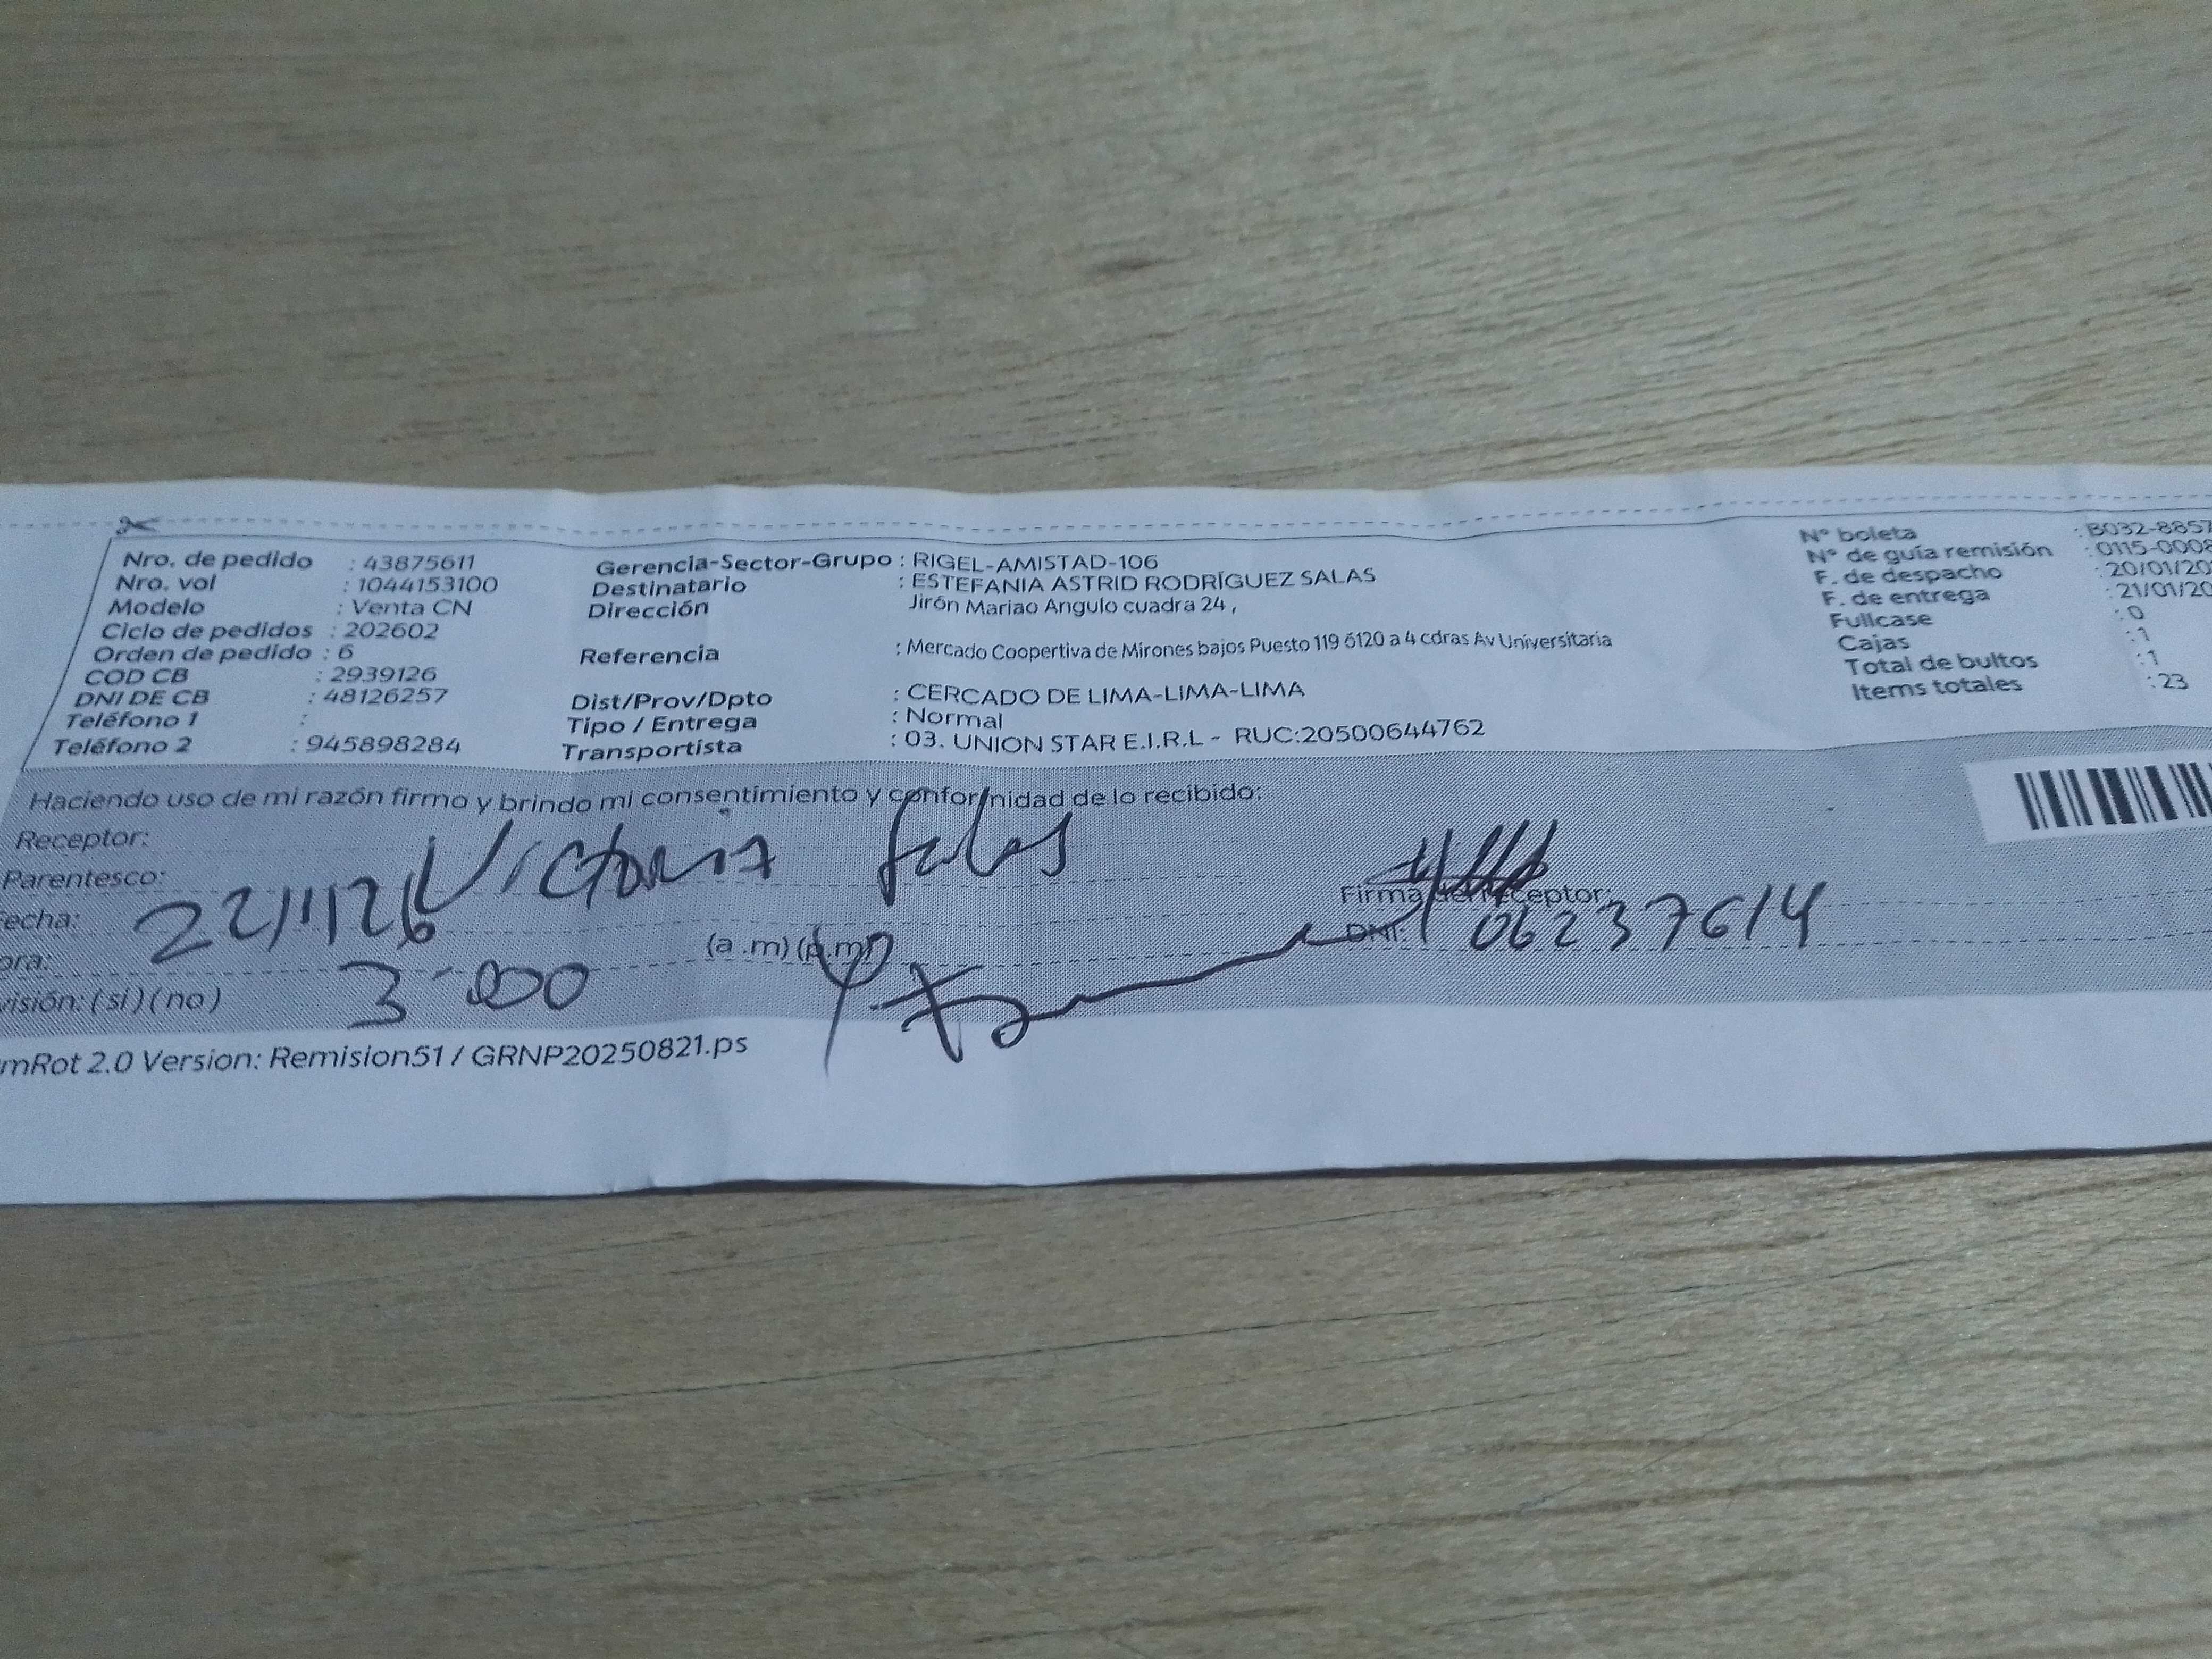 Nro. de pedido : 43875611
Nro. vol : 1044153100
Modelo : Venta CN
Ciclo de pedidos : 202602
Orden de pedido : 6
COD CB : 2939126
DNI DE CB : 48126257
Teléfono 1 :
Teléfono 2 : 945898284
Gerencia-Sector-Grupo : RIGEL-AMISTAD-106
Destinatario : ESTEFANIA ASTRID RODRÍGUEZ SALAS
Dirección Jirón Mariao Angulo cuadra 24 ,
Referencia : Mercado Coopertiva de Mirones bajos Puesto 119 6120 a 4 cdras Av Universitaria
Dist/Prov/Dpto : CERCADO DE LIMA-LIMA-LIMA
Tipo / Entrega : Normal
Transportista : 03. UNION STAR E.I.R.L - RUC:20500644762
N° boleta : B032-8857
N° de guía remisión : 0115-0008
F. de despacho : 20/01/20
F. de entrega : 21/01/20
Fullcase : 0
Cajas : 1
Total de bultos : 1
Items totales : 23
Haciendo uso de mi razón firmo y brindo mi consentimiento y conformidad de lo recibido:
Receptor: Victoria Salas
Parentesco:
Fecha: 22/1/26
Firma del receptor:
ora: 3:00 (a .m) (p.m)
DNI: 06237614
visión: (si) (no)
mRot 2.0 Version: Remision51 / GRNP20250821.ps